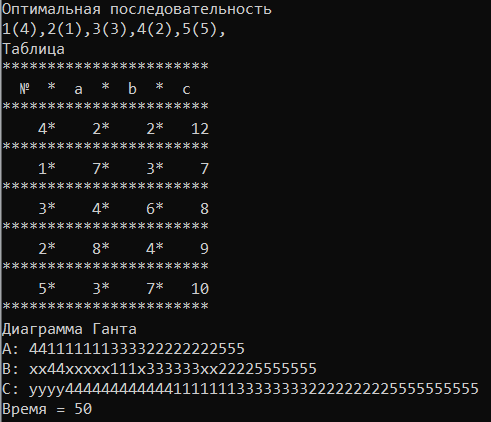 Оптимальная последовательность
1(4),2(1),3(3),4(2),5(5),
Таблица
***********************
  №  *  a  *  b  *  c
***********************
    4*    2*    2*   12
***********************
    1*    7*    3*    7
***********************
    3*    4*    6*    8
***********************
    2*    8*    4*    9
***********************
    5*    3*    7*   10
***********************
Диаграмма Ганта
A: 441111111333322222222555
B: xx44xxxxx111x333333xx22225555555
C: yyyy4444444444441111111333333332222222225555555555
Время = 50